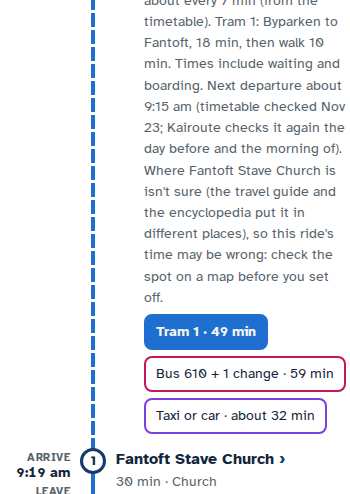 about every 7 min (from the
timetable). Tram 1: Byparken to
Fantoft, 18 min, then walk 10
min. Times include waiting and
boarding. Next departure about
9:15 am (timetable checked Nov
23; Kairoute checks it again the
day before and the morning of).
Where Fantoft Stave Church is
isn't sure (the travel guide and
the encyclopedia put it in
different places), so this ride's
time may be wrong: check the
spot on a map before you set
off.
Tram 1 · 49 min
Bus 610 + 1 change · 59 min
Taxi or car · about 32 min
ARRIVE
9:19 am
LEAVE
1
Fantoft Stave Church ›
30 min · Church